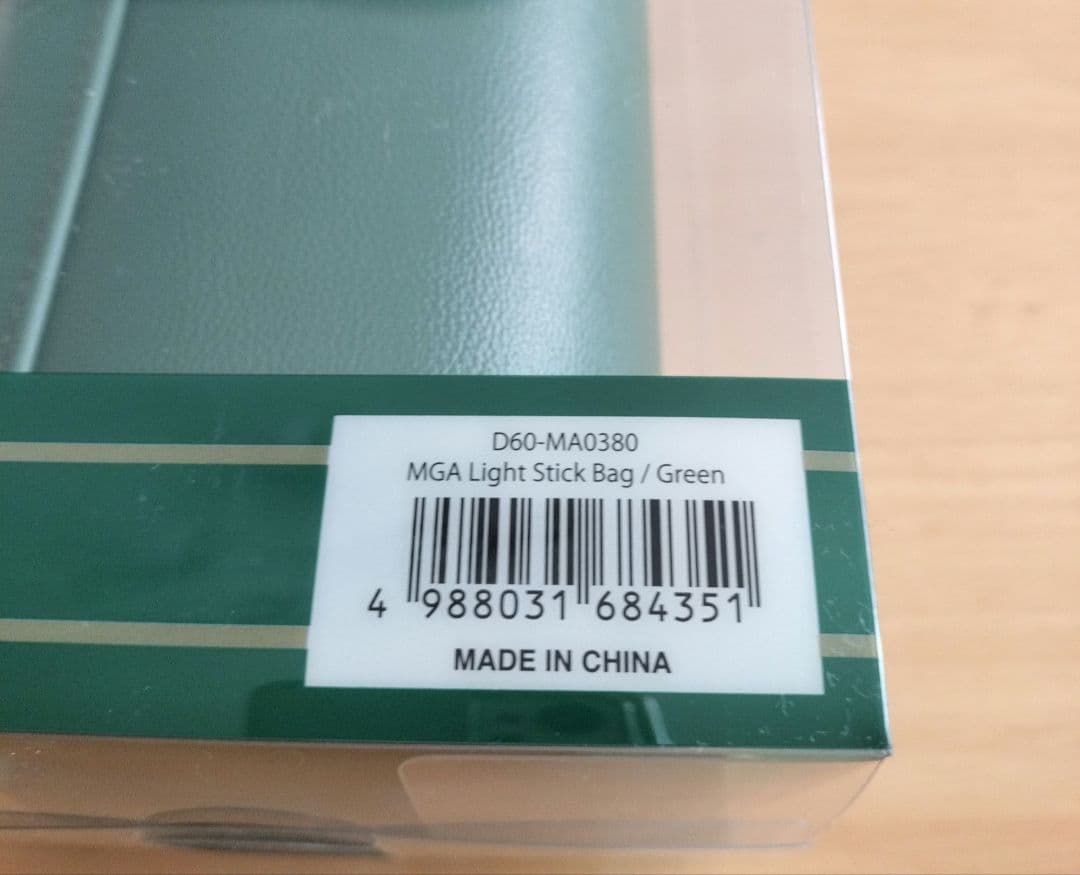 D60-MA0380
MGA Light Stick Bag / Green
4 988031 684351
MADE IN CHINA